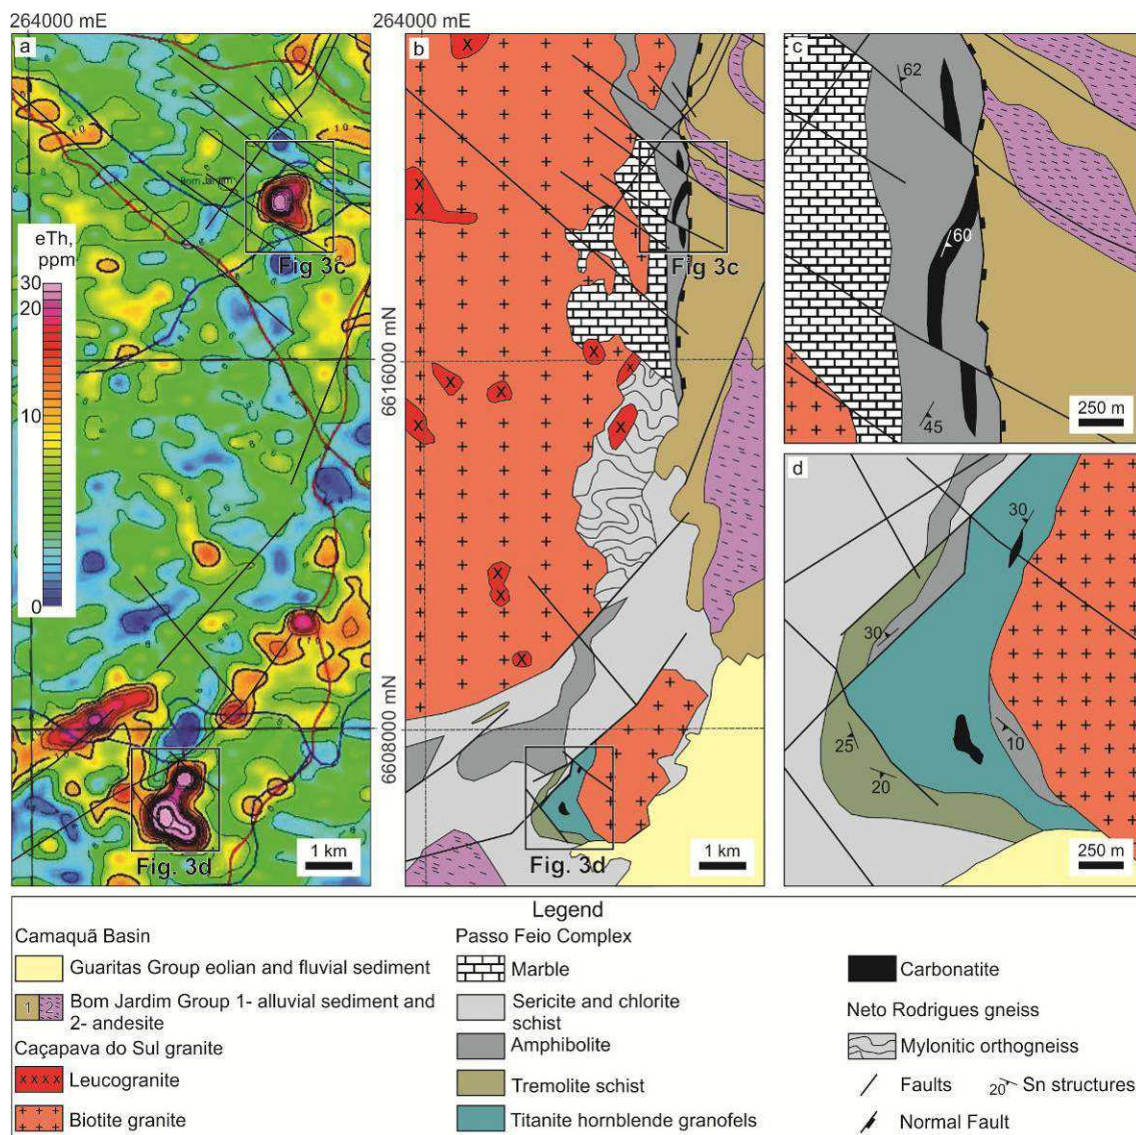 264000 mE
264000 mE
a
Bom Jardim
10
eTh,
ppm
30
20
10
0
Fig 3c
Fig. 3d
1 km
6616000 mN
6608000 mN
b
Fig 3c
Fig. 3d
1 km
c
62
60
45
250 m
d
30
30
25
20
10
250 m
Legend
Camaquã Basin
Guaritas Group eolian and fluvial sediment
1 2 Bom Jardim Group 1- alluvial sediment and
2- andesite
Caçapava do Sul granite
Leucogranite
Biotite granite
Passo Feio Complex
Marble
Sericite and chlorite
schist
Amphibolite
Tremolite schist
Titanite hornblende granofels
Carbonatite
Neto Rodrigues gneiss
Mylonitic orthogneiss
Faults 20 Sn structures
Normal Fault